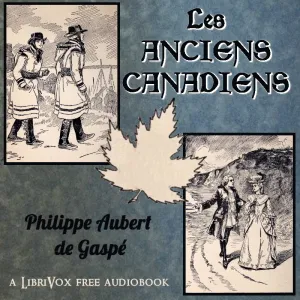 Les
ANCIENS
CANADIENS
Philippe Aubert
de Gaspé
A LIBRIVOX FREE AUDIOBOOK